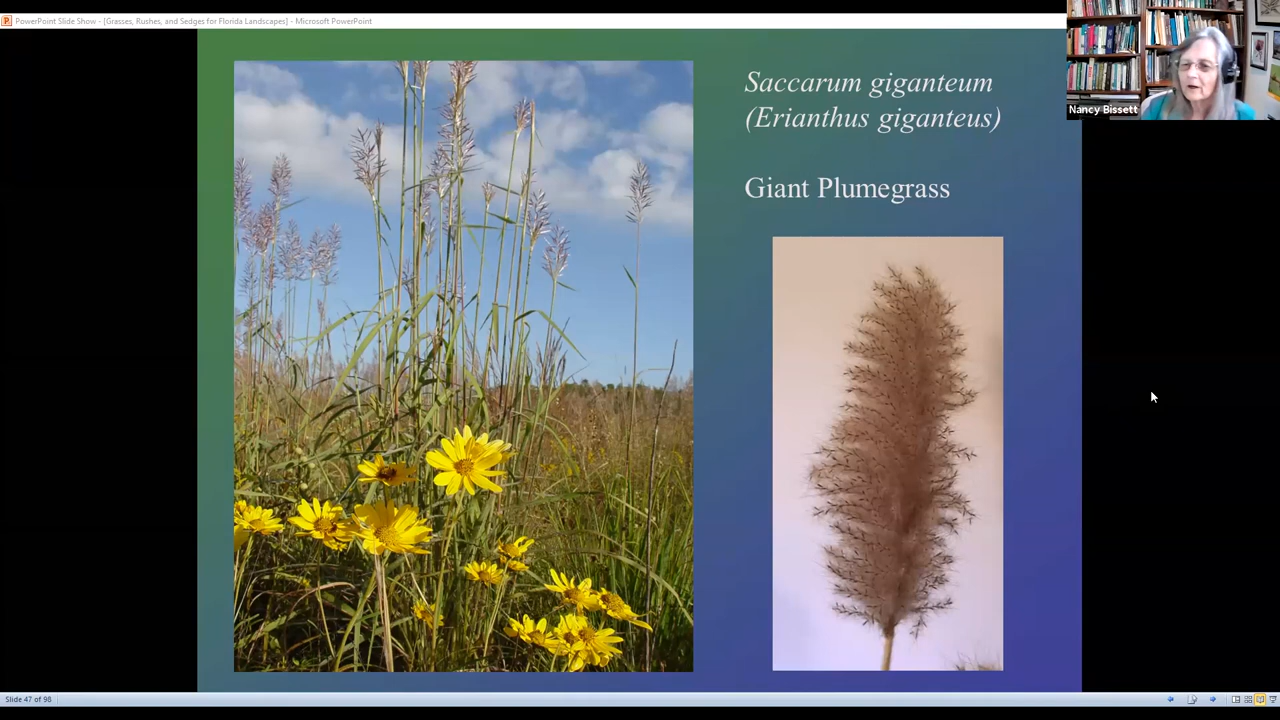 PowerPoint Slide Show - [Grasses, Rushes, and Sedges for Florida Landscapes] - Microsoft PowerPoint
Saccarum giganteum
(Erianthus giganteus)
Giant Plumegrass
Nancy Bissett
Slide 47 of 98